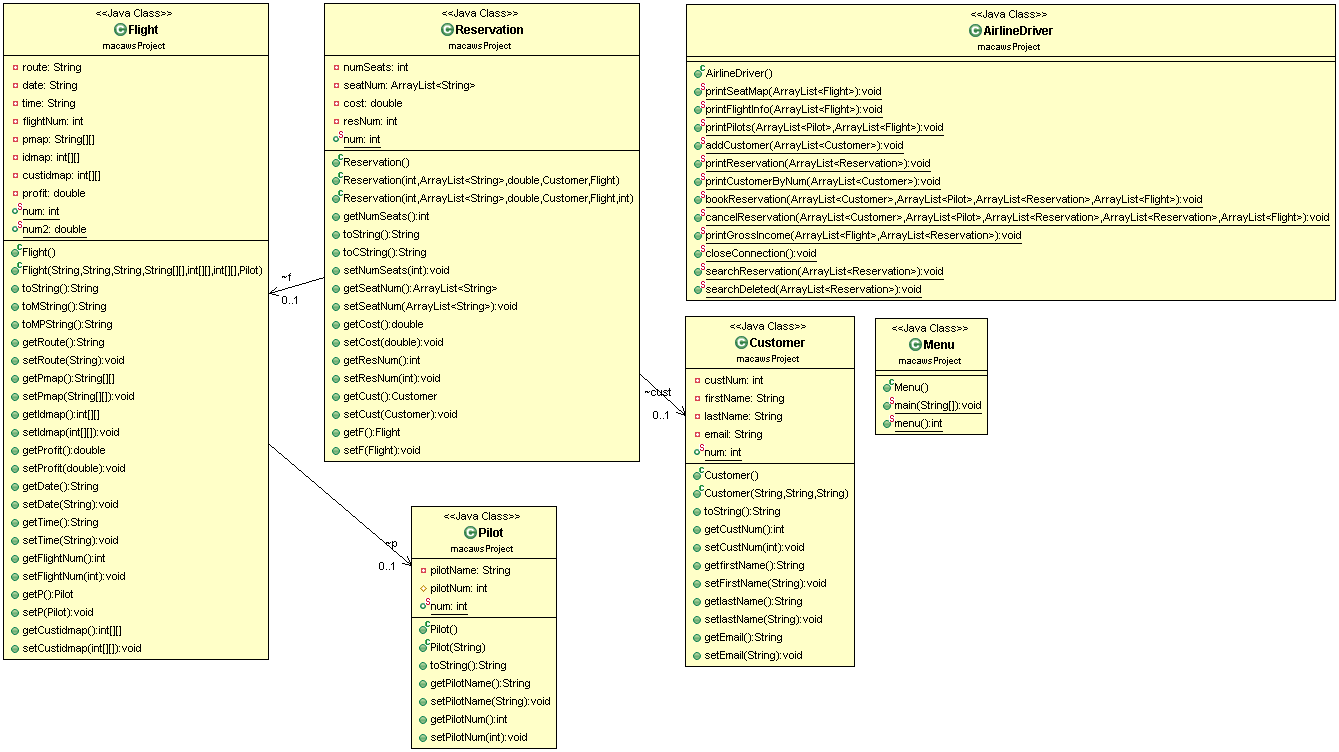 <<Java Class>>
Flight
macawsProject
route: String
date: String
time: String
flightNum: int
pmap: String[][]
idmap: int[][]
custidmap: int[][]
profit: double
num: int
num2: double
Flight()
Flight(String,String,String,String[][],int[][],int[][],Pilot)
toString():String
toMString():String
toMPString():String
getRoute():String
setRoute(String):void
getPmap():String[][]
setPmap(String[][]):void
getIdmap():int[][]
setIdmap(int[][]):void
getProfit():double
setProfit(double):void
getDate():String
setDate(String):void
getTime():String
setTime(String):void
getFlightNum():int
setFlightNum(int):void
getP():Pilot
setP(Pilot):void
getCustidmap():int[][]
setCustidmap(int[][]):void
~f
0..1
<<Java Class>>
Reservation
macawsProject
numSeats: int
seatNum: ArrayList<String>
cost: double
resNum: int
num: int
Reservation()
Reservation(int,ArrayList<String>,double,Customer,Flight)
Reservation(int,ArrayList<String>,double,Customer,Flight,int)
getNumSeats():int
toString():String
toCString():String
setNumSeats(int):void
getSeatNum():ArrayList<String>
setSeatNum(ArrayList<String>):void
getCost():double
setCost(double):void
getResNum():int
setResNum(int):void
getCust():Customer
setCust(Customer):void
getF():Flight
setF(Flight):void
~cust
0..1
~p
0..1
<<Java Class>>
Pilot
macawsProject
pilotName: String
pilotNum: int
num: int
Pilot()
Pilot(String)
toString():String
getPilotName():String
setPilotName(String):void
getPilotNum():int
setPilotNum(int):void
<<Java Class>>
AirlineDriver
macawsProject
AirlineDriver()
printSeatMap(ArrayList<Flight>):void
printFlightInfo(ArrayList<Flight>):void
printPilots(ArrayList<Pilot>,ArrayList<Flight>):void
addCustomer(ArrayList<Customer>):void
printReservation(ArrayList<Reservation>):void
printCustomerByNum(ArrayList<Customer>):void
bookReservation(ArrayList<Customer>,ArrayList<Pilot>,ArrayList<Reservation>,ArrayList<Flight>):void
cancelReservation(ArrayList<Customer>,ArrayList<Pilot>,ArrayList<Reservation>,ArrayList<Reservation>,ArrayList<Flight>):void
printGrossIncome(ArrayList<Flight>,ArrayList<Reservation>):void
closeConnection():void
searchReservation(ArrayList<Reservation>):void
searchDeleted(ArrayList<Reservation>):void
<<Java Class>>
Customer
macawsProject
custNum: int
firstName: String
lastName: String
email: String
num: int
Customer()
Customer(String,String,String)
toString():String
getCustNum():int
setCustNum(int):void
getfirstName():String
setFirstName(String):void
getlastName():String
setlastName(String):void
getEmail():String
setEmail(String):void
<<Java Class>>
Menu
macawsProject
Menu()
main(String[]):void
menu():int